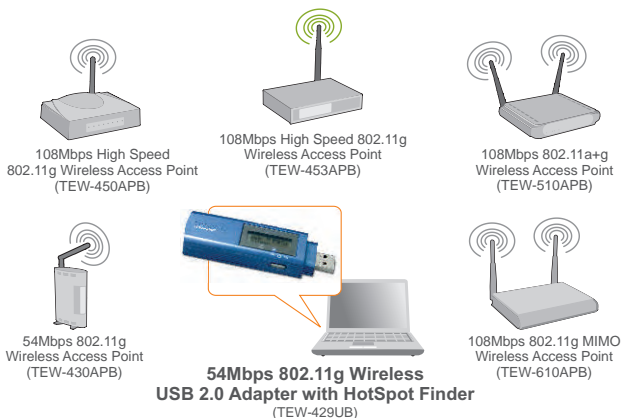 108Mbps High Speed
802.11g Wireless Access Point
(TEW-450APB)
108Mbps High Speed 802.11g
Wireless Access Point
(TEW-453APB)
108Mbps 802.11a+g
Wireless Access Point
(TEW-510APB)
54Mbps 802.11g
Wireless Access Point
(TEW-430APB)
108Mbps 802.11g MIMO
Wireless Access Point
(TEW-610APB)
54Mbps 802.11g Wireless
USB 2.0 Adapter with HotSpot Finder
(TEW-429UB)